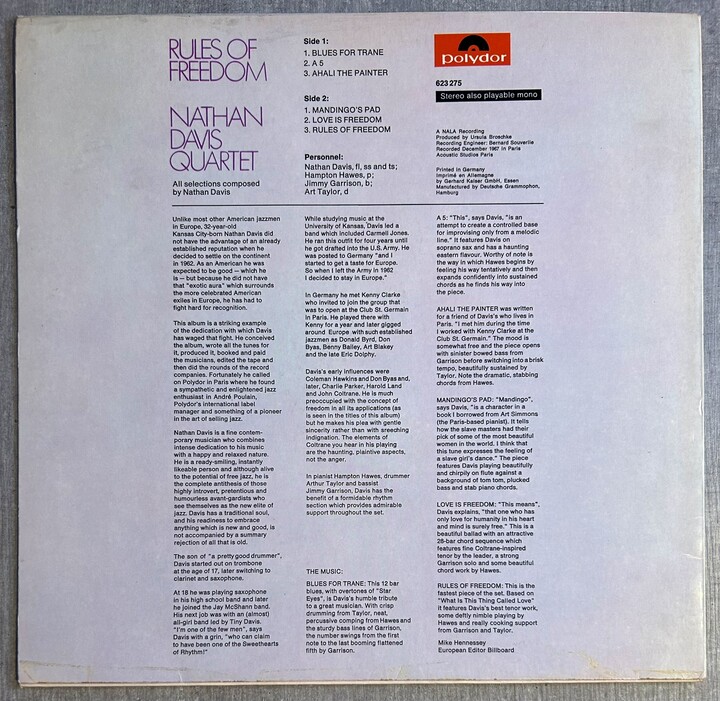 RULES OF
FREEDOM
NATHAN
DAVIS
QUARTET
All selections composed
by Nathan Davis
Side 1:
1. BLUES FOR TRANE
2. A 5
3. AHALI THE PAINTER
Side 2:
1. MANDINGO'S PAD
2. LOVE IS FREEDOM
3. RULES OF FREEDOM
Personnel:
Nathan Davis, fl, ss and ts;
Hampton Hawes, p;
Jimmy Garrison, b;
Art Taylor, d
polydor
623 275
Stereo also playable mono
A NALA Recording
Produced by Ursula Broschke
Recording Engineer: Bernard Souverlie
Recorded December 1967 in Paris
Acoustic Studios Paris
Printed in Germany
Imprimé en Allemagne
by Gerhard Kaiser GmbH, Essen
Manufactured by Deutsche Grammophon,
Hamburg
Unlike most other American jazzmen
in Europe, 32-year-old
Kansas City-born Nathan Davis did
not have the advantage of an already
established reputation when he
decided to settle on the continent
in 1962. As an American he was
expected to be good — which he
is — but because he did not have
that "exotic aura" which surrounds
the more celebrated American
exiles in Europe, he has had to
fight hard for recognition.
This album is a striking example
of the dedication with which Davis
has waged that fight. He conceived
the album, wrote all the tunes for
it, produced it, booked and paid
the musicians, edited the tape and
then did the rounds of the record
companies. Fortunately he called
on Polydor in Paris where he found
a sympathetic and enlightened jazz
enthusiast in André Poulain,
Polydor's international label
manager and something of a pioneer
in the art of selling jazz.
Nathan Davis is a fine contem-
porary musician who combines
intense dedication to his music
with a happy and relaxed nature.
He is a ready-smiling, instantly
likeable person and although alive
to the potential of free jazz, he is
the complete antithesis of those
highly introvert, pretentious and
humourless avant-gardists who
see themselves as the new elite of
jazz. Davis has a traditional soul,
and his readiness to embrace
anything which is new and good, is
not accompanied by a summary
rejection of all that is old.
The son of "a pretty good drummer",
Davis started out on trombone
at the age of 17, later switching to
clarinet and saxophone.
At 18 he was playing saxophone
in his high school band and later
he joined the Jay McShann band.
His next job was with an (almost)
all-girl band led by Tiny Davis.
"I'm one of the few men", says
Davis with a grin, "who can claim
to have been one of the Sweethearts
of Rhythm!"
While studying music at the
University of Kansas, Davis led a
band which included Carmell Jones.
He ran this outfit for four years until
he got drafted into the U.S. Army. He
was posted to Germany "and I
started to get a taste for Europe.
So when I left the Army in 1962
I decided to stay in Europe."
In Germany he met Kenny Clarke
who invited to join the group that
was to open at the Club St. Germain
in Paris. He played there with
Kenny for a year and later gigged
around Europe with such established
jazzmen as Donald Byrd, Don
Byas, Benny Bailey, Art Blakey
and the late Eric Dolphy.
Davis's early influences were
Coleman Hawkins and Don Byas and,
later, Charlie Parker, Harold Land
and John Coltrane. He is much
preoccupied with the concept of
freedom in all its applications (as
is seen in the titles of this album)
but he makes his plea with gentle
sincerity rather than with sreeching
indignation. The elements of
Coltrane you hear in his playing
are the haunting, plaintive aspects,
not the anger.
In pianist Hampton Hawes, drummer
Arthur Taylor and bassist
Jimmy Garrison, Davis has the
benefit of a formidable rhythm
section which provides admirable
support throughout the set.
THE MUSIC:
BLUES FOR TRANE: This 12 bar
blues, with overtones of "Star
Eyes", is Davis's humble tribute
to a great musician. With crisp
drumming from Taylor, neat,
percussive comping from Hawes and
the sturdy bass lines of Garrison,
the number swings from the first
note to the last booming flattened
fifth by Garrison.
A 5: "This", says Davis, "is an
attempt to create a controlled base
for improvising only from a melodic
line." It features Davis on
soprano sax and has a haunting
eastern flavour. Worthy of note is
the way in which Hawes begins by
feeling his way tentatively and then
expands confidently into sustained
chords as he finds his way into
the piece.
AHALI THE PAINTER was written
for a friend of Davis's who lives in
Paris. "I met him during the time
I worked with Kenny Clarke at the
Club St. Germain." The mood is
somewhat free and the piece opens
with sinister bowed bass from
Garrison before switching into a brisk
tempo, beautifully sustained by
Taylor. Note the dramatic, stabbing
chords from Hawes.
MANDINGO'S PAD: "Mandingo",
says Davis, "is a character in a
book I borrowed from Art Simmons
(the Paris-based pianist). It tells
how the slave masters had their
pick of some of the most beautiful
women in the world. I think that
this tune expresses the feeling of
a slave girl's dance." The piece
features Davis playing beautifully
and chirpily on flute against a
background of tom tom, plucked
bass and stab piano chords.
LOVE IS FREEDOM: "This means",
Davis explains, "that one who has
only love for humanity in his heart
and mind is surely free." This is a
beautiful ballad with an attractive
28-bar chord sequence which
features fine Coltrane-inspired
tenor by the leader, a strong
Garrison solo and some beautiful
chord work by Hawes.
RULES OF FREEDOM: This is the
fastest piece of the set. Based on
"What Is This Thing Called Love"
it features Davis's best tenor work,
some deftly nimble playing by
Hawes and really cooking support
from Garrison and Taylor.
Mike Hennessey
European Editor Billboard